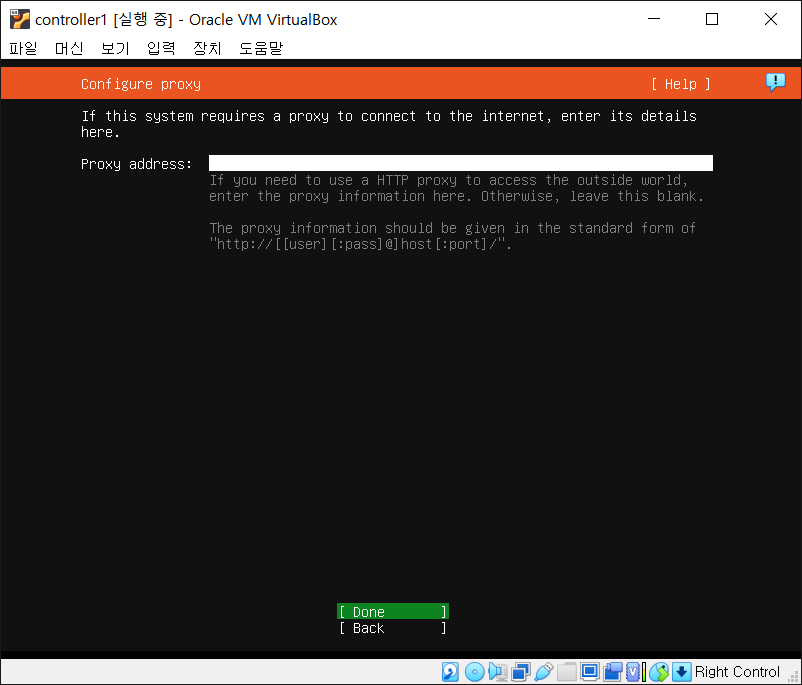 controller1 [실행 중] - Oracle VM VirtualBox
파일 머신 보기 입력 장치 도움말
Configure proxy [ Help ]
If this system requires a proxy to connect to the internet, enter its details
here.
Proxy address:
If you need to use a HTTP proxy to access the outside world,
enter the proxy information here. Otherwise, leave this blank.
The proxy information should be given in the standard form of
"http://[[user][:pass]@]host[:port]/".
[ Done ]
[ Back ]
Right Control